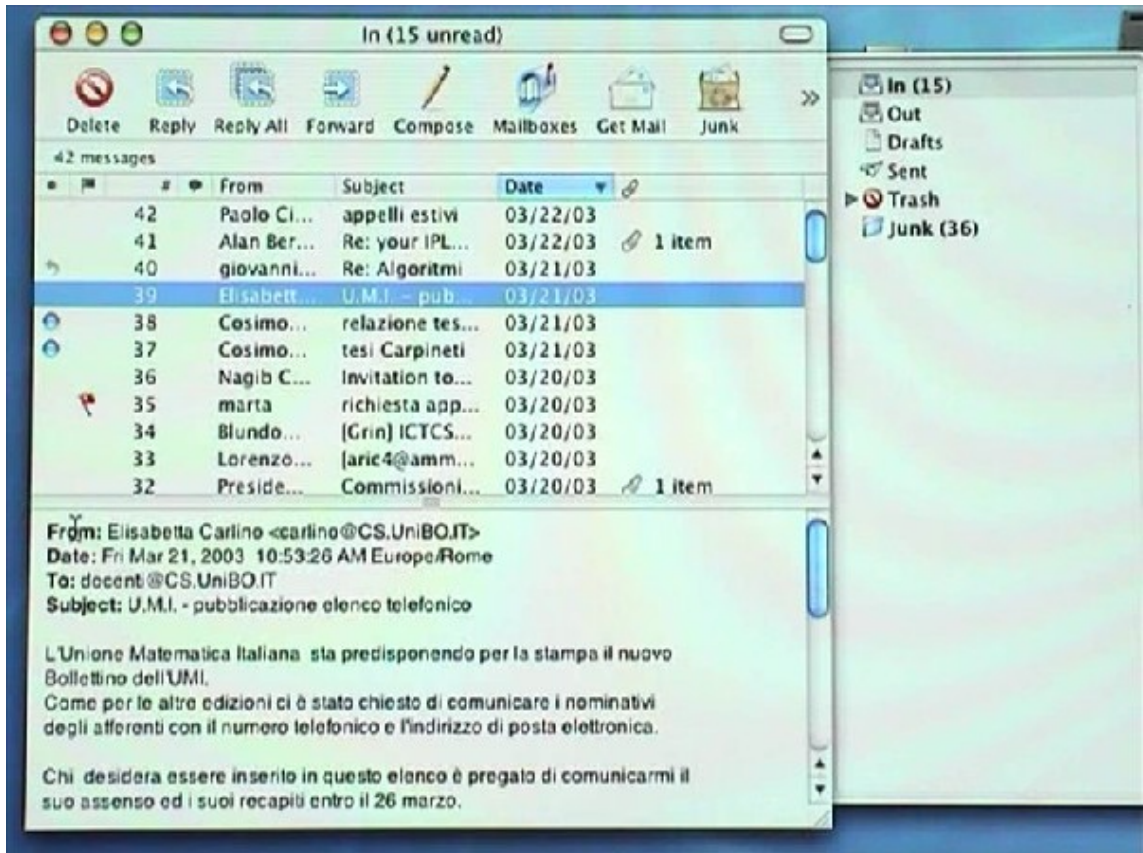 In (15 unread)
Delete Reply Reply All Forward Compose Mailboxes Get Mail Junk »
42 messages
# From Subject Date
42 Paolo Ci... appelli estivi 03/22/03
41 Alan Ber... Re: your IPL... 03/22/03 1 item
40 giovanni... Re: Algoritmi 03/21/03
39 Elisabett... U.M.I. - pub... 03/21/03
38 Cosimo... relazione tes... 03/21/03
37 Cosimo... tesi Carpineti 03/21/03
36 Nagib C... Invitation to... 03/20/03
35 marta richiesta app... 03/20/03
34 Blundo... [Grin] ICTCS... 03/20/03
33 Lorenzo... [aric4@amm... 03/20/03
32 Preside... Commissioni... 03/20/03 1 item
From: Elisabetta Carlino <carlino@CS.UniBO.IT>
Date: Fri Mar 21, 2003 10:53:26 AM Europe/Rome
To: docenti@CS.UniBO.IT
Subject: U.M.I. - pubblicazione elenco telefonico
L'Unione Matematica Italiana sta predisponendo per la stampa il nuovo
Bollettino dell'UMI.
Come per le altre edizioni ci è stato chiesto di comunicare i nominativi
degli afferenti con il numero telefonico e l'indirizzo di posta elettronica.
Chi desidera essere inserito in questo elenco è pregato di comunicarmi il
suo assenso ed i suoi recapiti entro il 26 marzo.
In (15)
Out
Drafts
Sent
Trash
Junk (36)